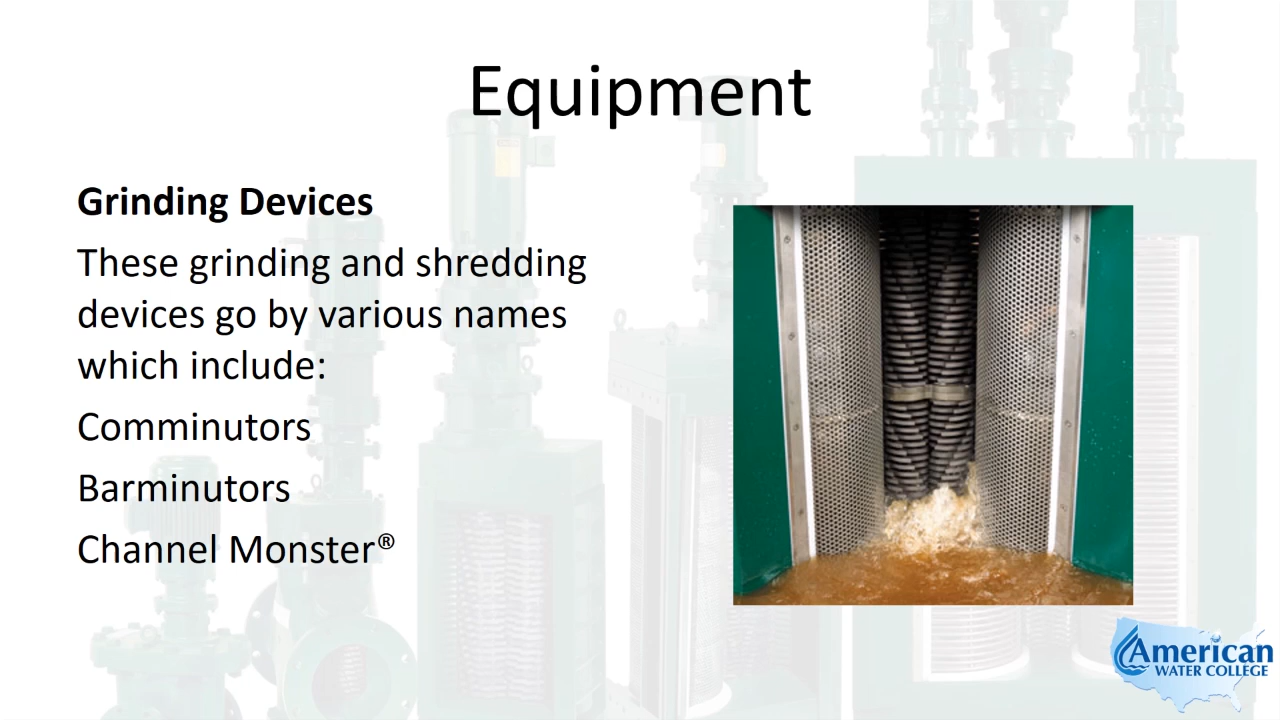 Equipment
Grinding Devices
These grinding and shredding
devices go by various names
which include:
Comminutors
Barminutors
Channel Monster®
American
WATER COLLEGE